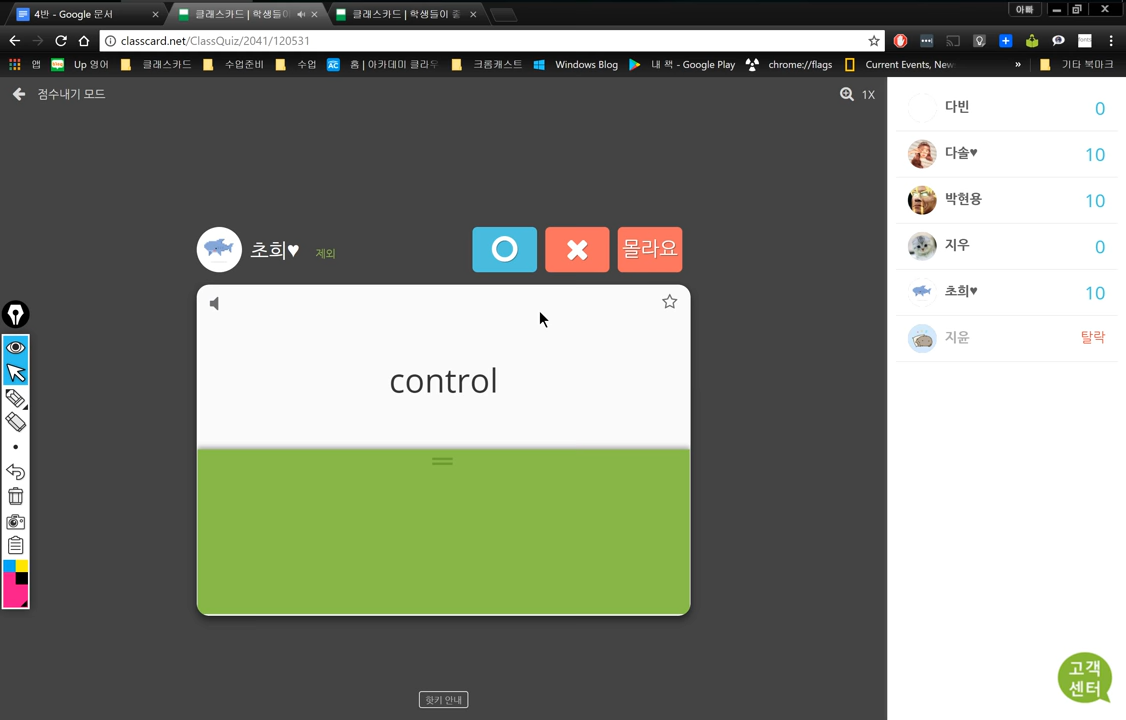 4반 - Google 문서
클래스카드 | 학생들이
클래스카드 | 학생들이 좋
아빠
classcard.net/ClassQuiz/2041/120531
앱
Up 영어
클래스카드
수업준비
수업
홈 | 아카데미 클라우
크롬캐스트
Windows Blog
내 책 - Google Play
chrome://flags
Current Events, New
»
기타 북마크
점수내기 모드
1X
초희♥
제외
몰라요
control
핫키 안내
다빈
0
다솔♥
10
박현용
10
지우
0
초희♥
10
지윤
탈락
고객
센터